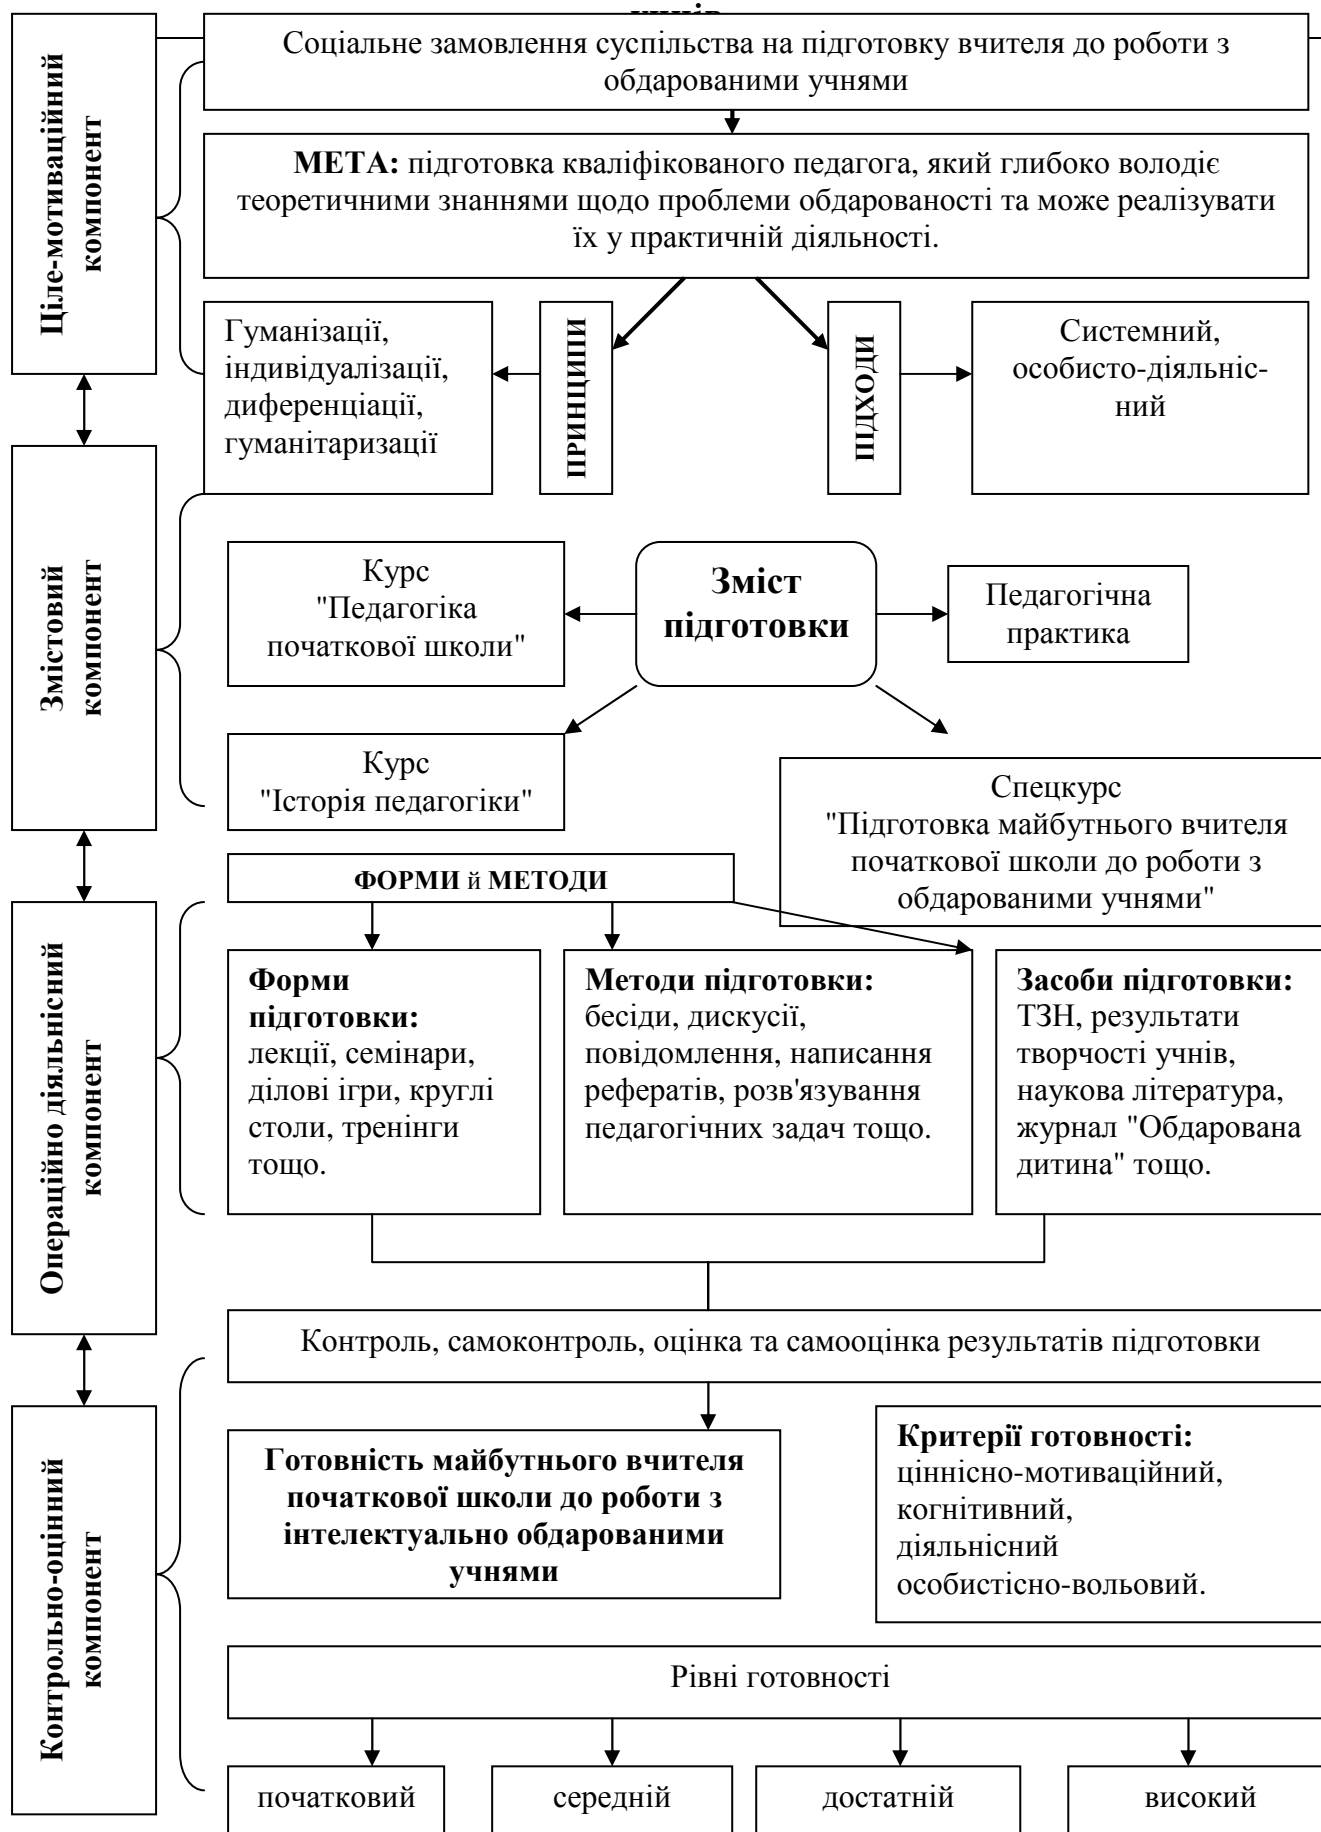 Ціле-мотиваційний
компонент
Соціальне замовлення суспільства на підготовку вчителя до роботи з
обдарованими учнями
МЕТА: підготовка кваліфікованого педагога, який глибоко володіє
теоретичними знаннями щодо проблеми обдарованості та може реалізувати
їх у практичній діяльності.
Гуманізації,
індивідуалізації,
диференціації,
гуманітаризації
ПРИНЦИПИ
ПІДХОДИ
Системний,
особисто-діяльніс-
ний
Змістовий
компонент
Курс
"Педагогіка
початкової школи"
Зміст
підготовки
Педагогічна
практика
Курс
"Історія педагогіки"
Спецкурс
"Підготовка майбутнього вчителя
початкової школи до роботи з
обдарованими учнями"
Операційно діяльнісний
компонент
ФОРМИ й МЕТОДИ
Форми
підготовки:
лекції, семінари,
ділові ігри, круглі
столи, тренінги
тощо.
Методи підготовки:
бесіди, дискусії,
повідомлення, написання
рефератів, розв'язування
педагогічних задач тощо.
Засоби підготовки:
ТЗН, результати
творчості учнів,
наукова література,
журнал "Обдарована
дитина" тощо.
Контрольно-оцінний
компонент
Контроль, самоконтроль, оцінка та самооцінка результатів підготовки
Готовність майбутнього вчителя
початкової школи до роботи з
інтелектуально обдарованими
учнями
Критерії готовності:
ціннісно-мотиваційний,
когнітивний,
діяльнісний
особистісно-вольовий.
Рівні готовності
початковий
середній
достатній
високий